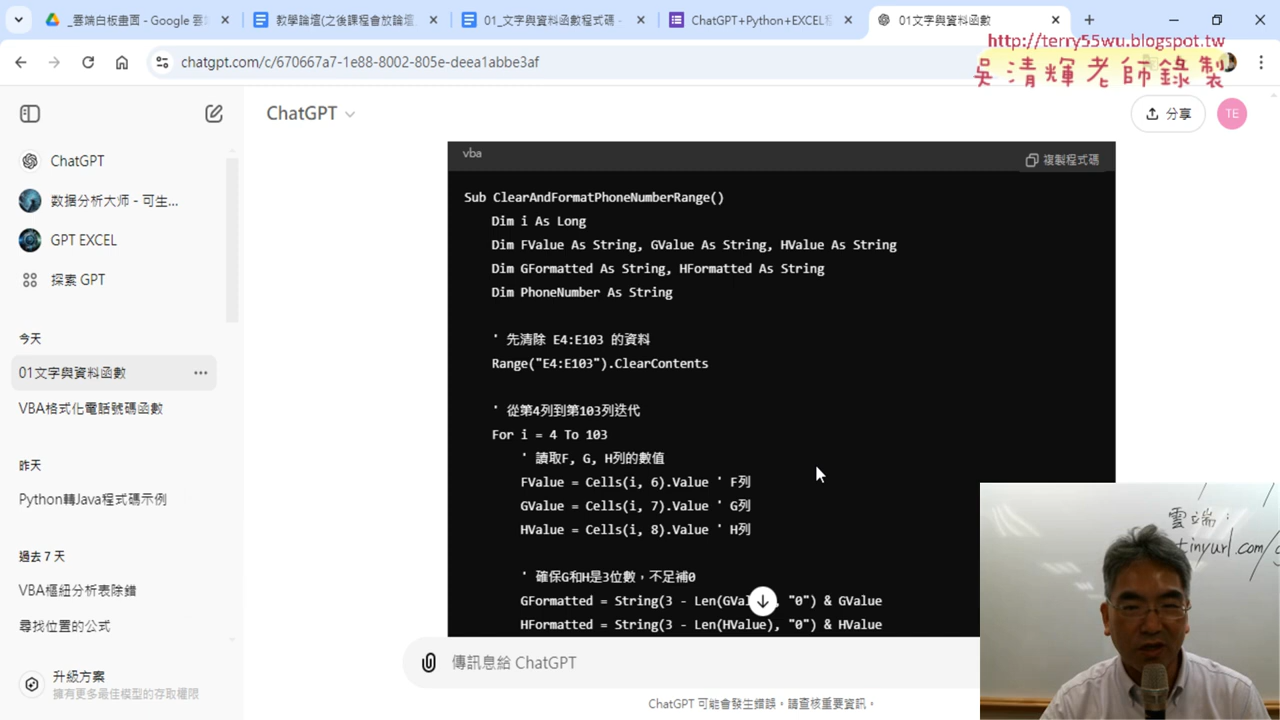 _雲端白板畫面 - Google 雲
教學論壇(之後課程會放論壇
01_文字與資料函數程式碼 -
ChatGPT+Python+EXCEL
01文字與資料函數
http://terry55wu.blogspot.tw
chatgpt.com/c/670667a7-1e88-8002-805e-deea1abbe3af
吳清輝老師錄製
ChatGPT
分享
TE
ChatGPT
数据分析大师 - 可生...
GPT EXCEL
探索 GPT
今天
01文字與資料函數
VBA格式化電話號碼函數
昨天
Python轉Java程式碼示例
過去 7 天
VBA樞紐分析表除錯
尋找位置的公式
升級方案
擁有更多最佳模型的存取權限
vba
複製程式碼
Sub ClearAndFormatPhoneNumberRange()
Dim i As Long
Dim FValue As String, GValue As String, HValue As String
Dim GFormatted As String, HFormatted As String
Dim PhoneNumber As String
' 先清除 E4:E103 的資料
Range("E4:E103").ClearContents
' 從第4列到第103列迭代
For i = 4 To 103
' 讀取F, G, H列的數值
FValue = Cells(i, 6).Value ' F列
GValue = Cells(i, 7).Value ' G列
HValue = Cells(i, 8).Value ' H列
' 確保G和H是3位數，不足補0
GFormatted = String(3 - Len(GVal), "0") & GValue
HFormatted = String(3 - Len(HValue), "0") & HValue
傳訊息給 ChatGPT
ChatGPT 可能會發生錯誤。請查核重要資訊。
雲端:
tinyurl.com/g